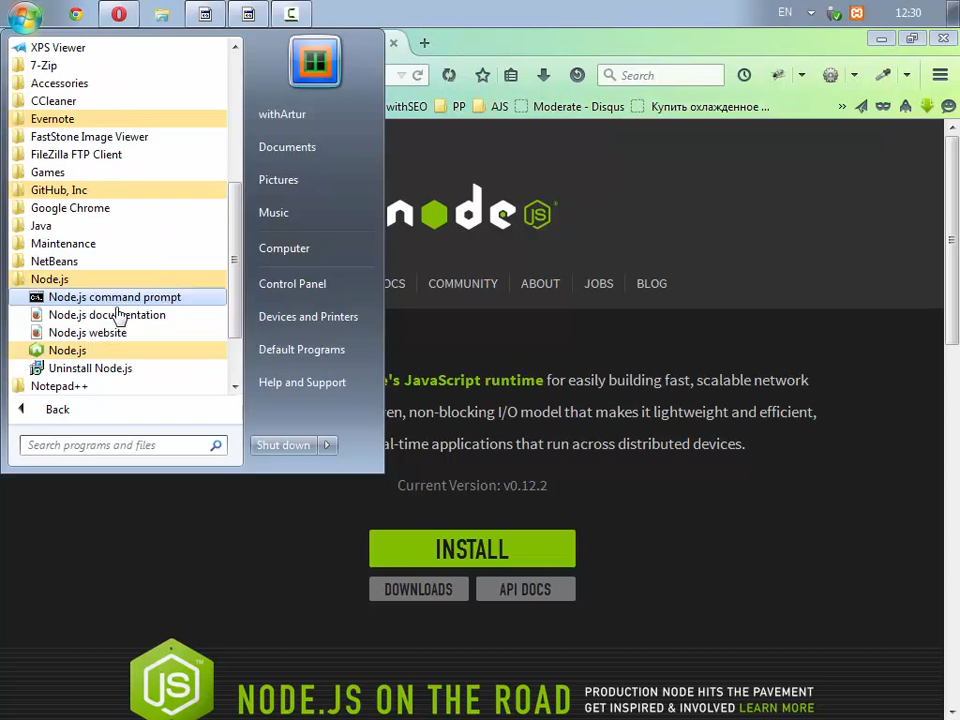 EN
12:30
XPS Viewer
7-Zip
Accessories
CCleaner
Evernote
FastStone Image Viewer
FileZilla FTP Client
Games
GitHub, Inc
Google Chrome
Java
Maintenance
NetBeans
Node.js
Node.js command prompt
Node.js documentation
Node.js website
Node.js
Uninstall Node.js
Notepad++
Back
Search programs and files
withArtur
Documents
Pictures
Music
Computer
Control Panel
Devices and Printers
Default Programs
Help and Support
Shut down
Search
withSEO
PP
AJS
Moderate - Disqus
Купить охлажденное ...
node JS
OCS
COMMUNITY
ABOUT
JOBS
BLOG
e's JavaScript runtime for easily building fast, scalable network
en, non-blocking I/O model that makes it lightweight and efficient,
al-time applications that run across distributed devices.
Current Version: v0.12.2
INSTALL
DOWNLOADS
API DOCS
JS
NODE.JS ON THE ROAD
PRODUCTION NODE HITS THE PAVEMENT
GET INSPIRED & INVOLVED LEARN MORE